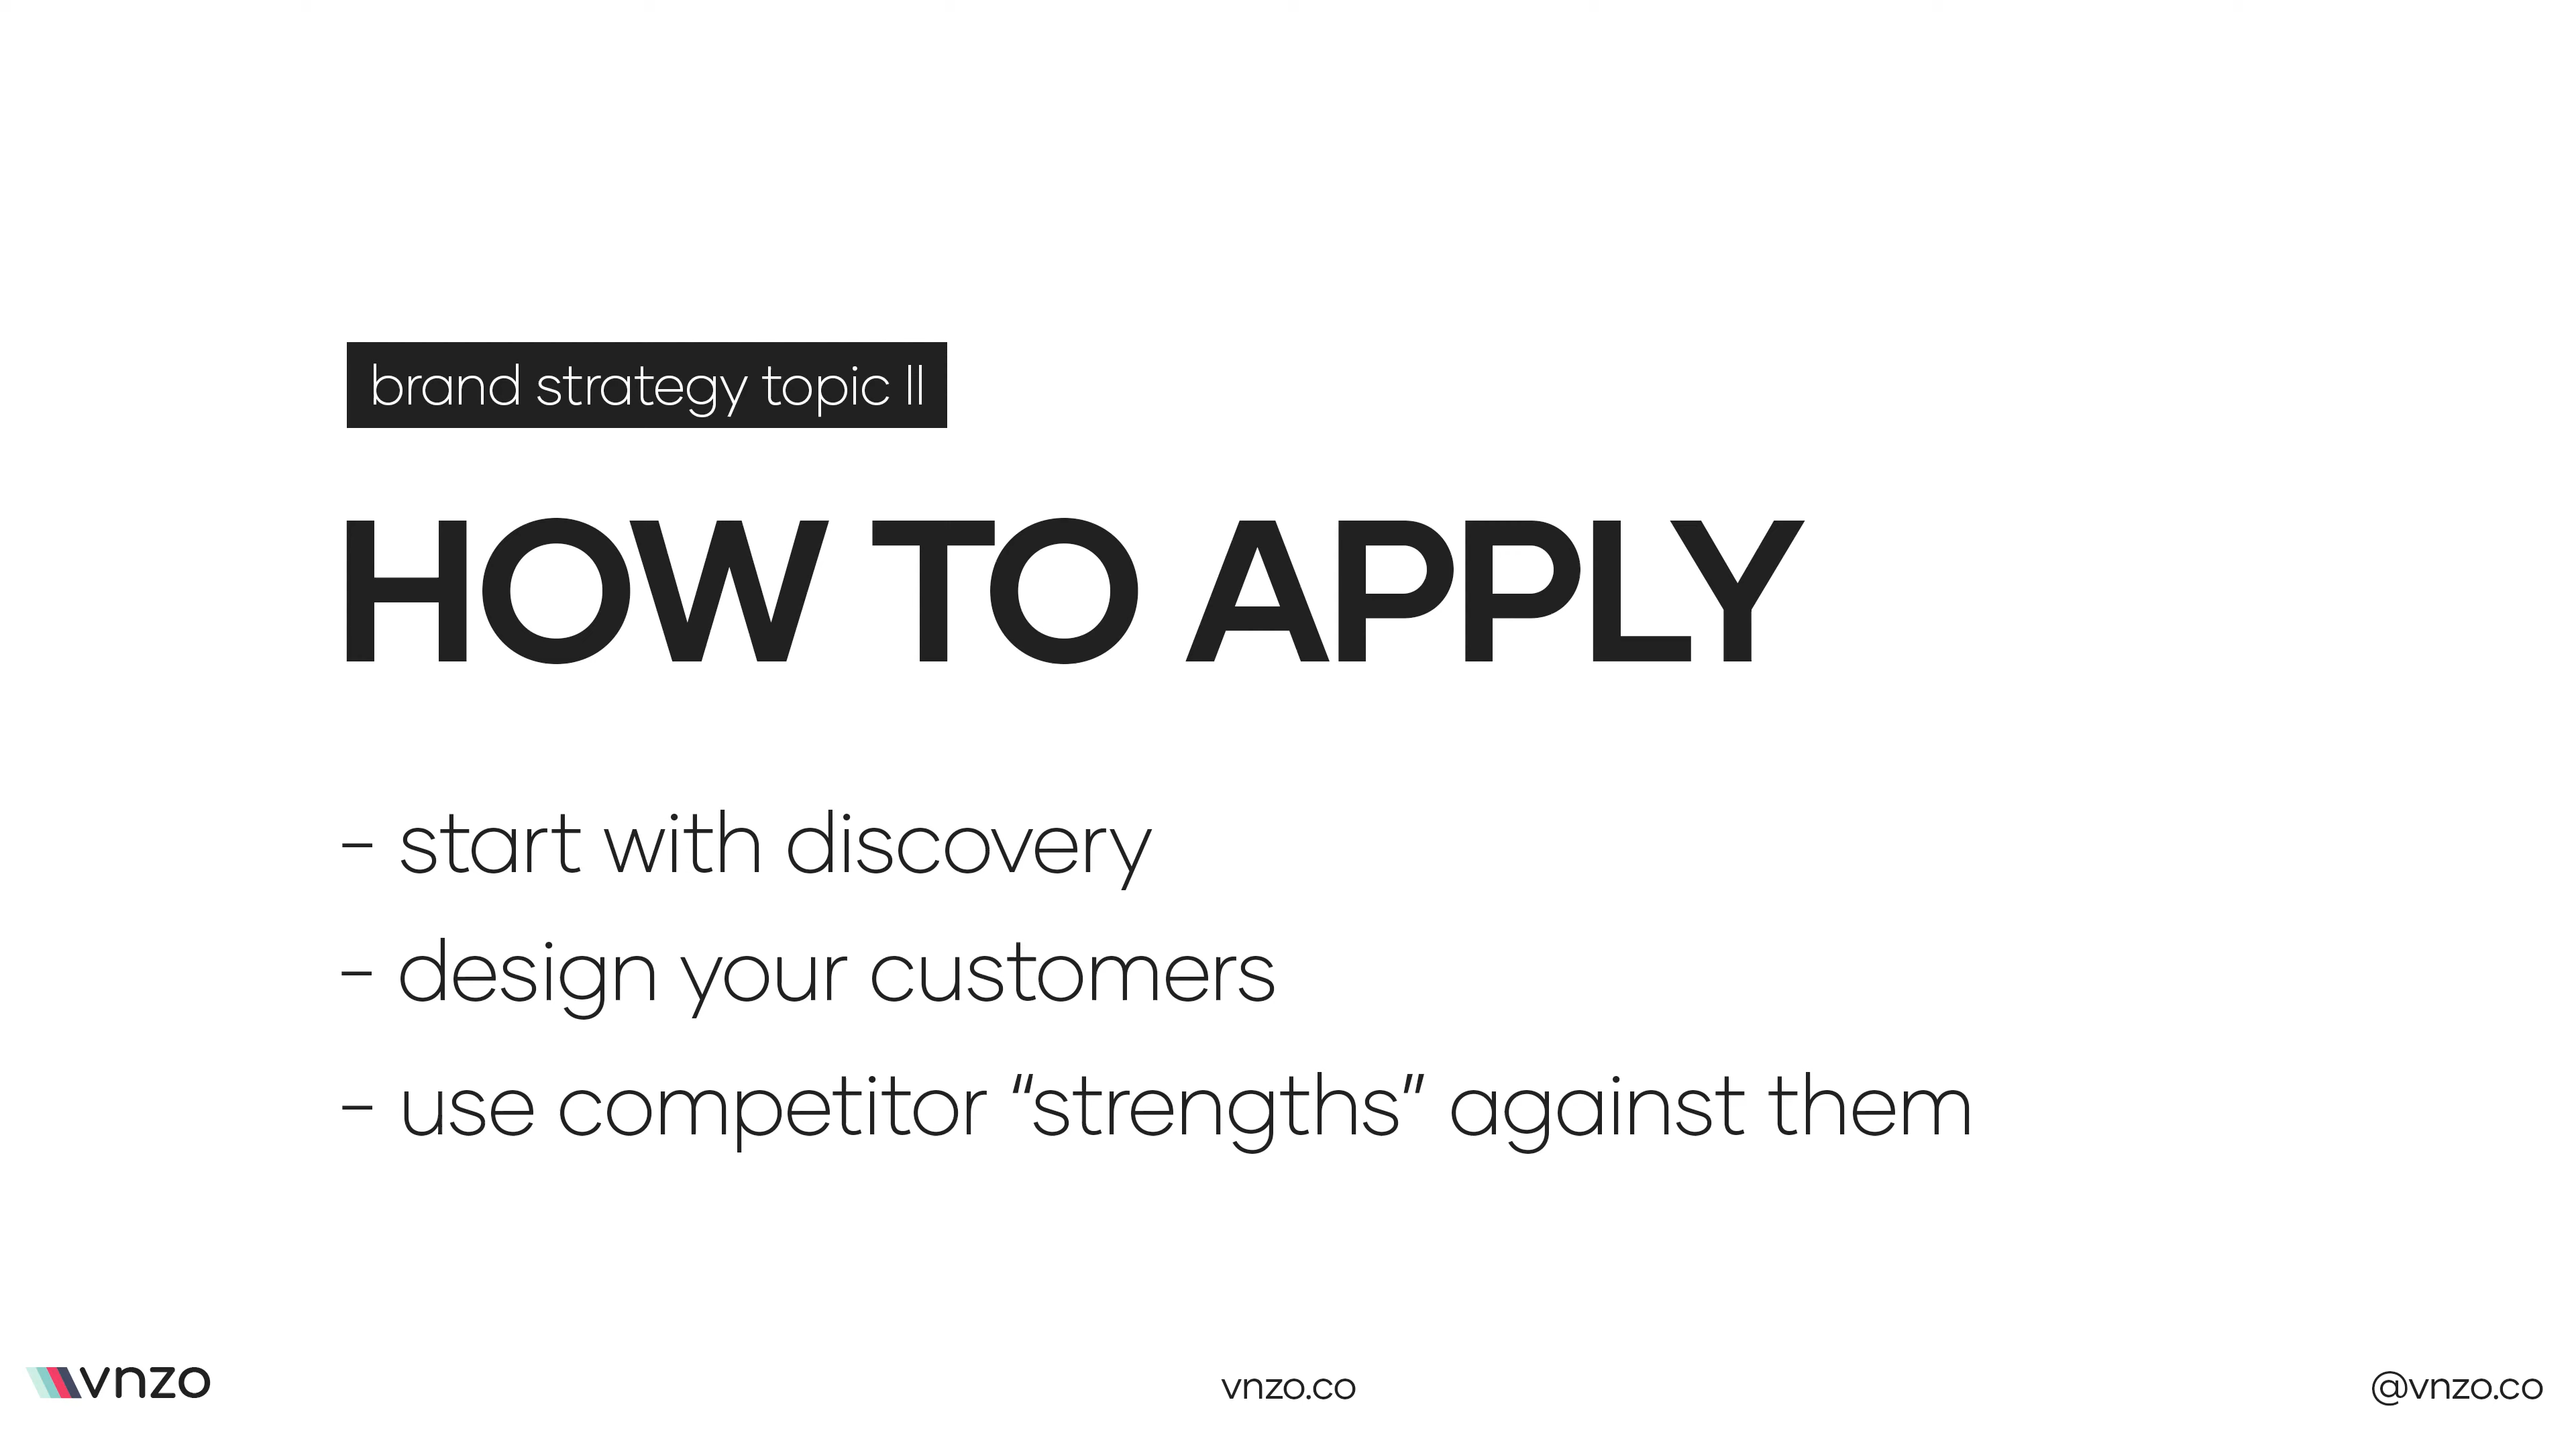 brand strategy topic II
HOW TO APPLY
- start with discovery
- design your customers
- use competitor “strengths” against them
vnzo
vnzo.co
@vnzo.co